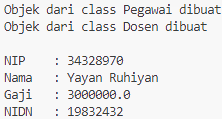 Objek dari class Pegawai dibuat
Objek dari class Dosen dibuat
NIP : 34328970
Nama : Yayan Ruhiyan
Gaji : 3000000.0
NIDN : 19832432